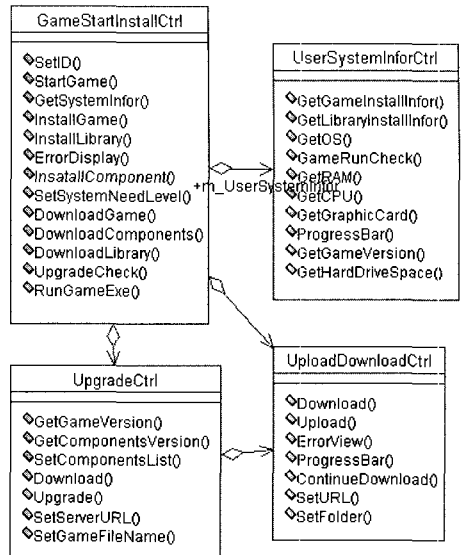 GameStartInstallCtrl
SetID()
StartGame()
GetSystemInfor()
InstallGame()
InstallLibrary()
ErrorDisplay()
InsatallComponent()
SetSystemNeedLevel()
DownloadGame()
DownloadComponents()
DownloadLibrary()
UpgradeCheck()
RunGameExe()
+m_UserSystemInfor
UserSystemInforCtrl
GetGameInstallInfor()
GetLibraryInstallInfor()
GetOS()
GameRunCheck()
GetRAM()
GetCPU()
GetGraphicCard()
ProgressBar()
GetGameVersion()
GetHardDriveSpace()
UpgradeCtrl
GetGameVersion()
GetComponentsVersion()
SetComponentsList()
Download()
Upgrade()
SetServerURL()
SetGameFileName()
UploadDownloadCtrl
Download()
Upload()
ErrorView()
ProgressBar()
ContinueDownload()
SetURL()
SetFolder()